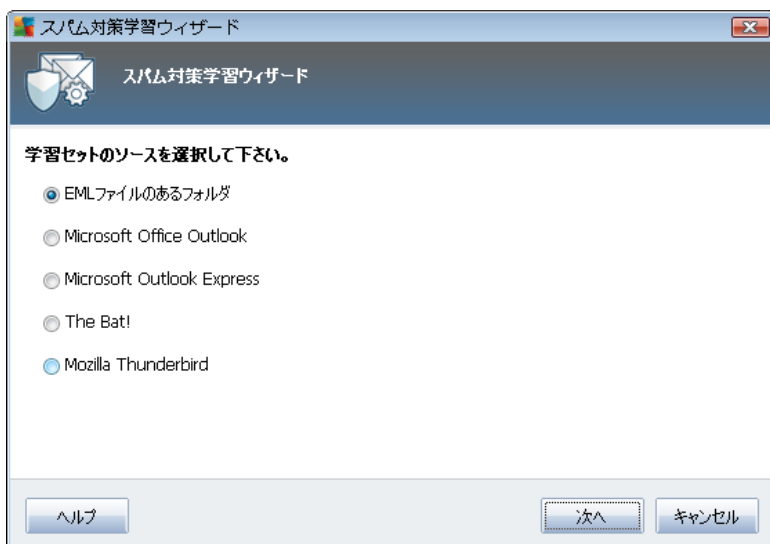 スパム対策学習ウィザード
スパム対策学習ウィザード
学習セットのソースを選択して下さい。
EMLファイルのあるフォルダ
Microsoft Office Outlook
Microsoft Outlook Express
The Bat!
Mozilla Thunderbird
ヘルプ
次へ
キャンセル